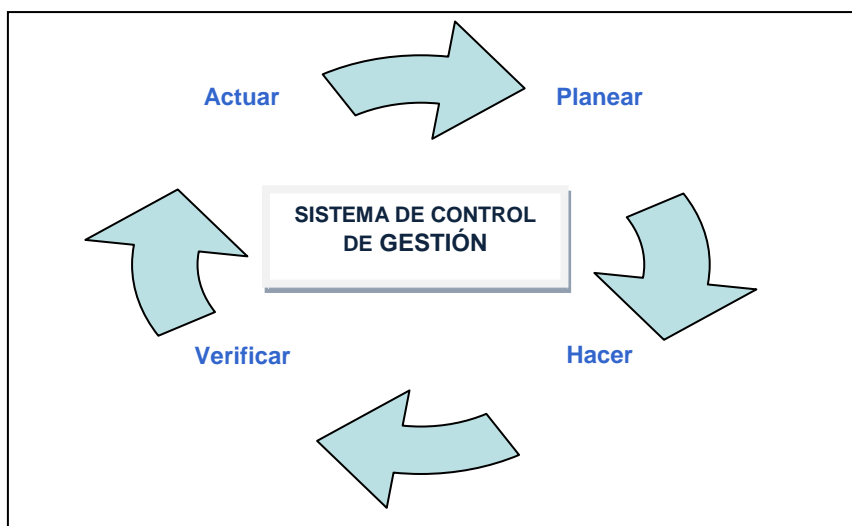 Actuar
Planear
SISTEMA DE CONTROL
DE GESTIÓN
Verificar
Hacer